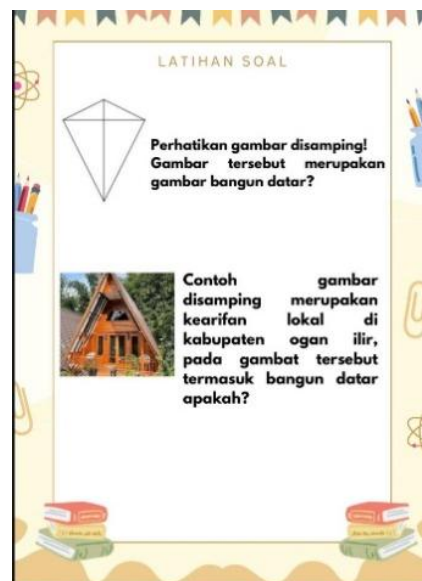 LATIHAN SOAL
Perhatikan gambar disamping!
Gambar tersebut merupakan
gambar bangun datar?
Contoh gambar
disamping merupakan
kearifan lokal di
kabupaten ogan ilir,
pada gambat tersebut
termasuk bangun datar
apakah?